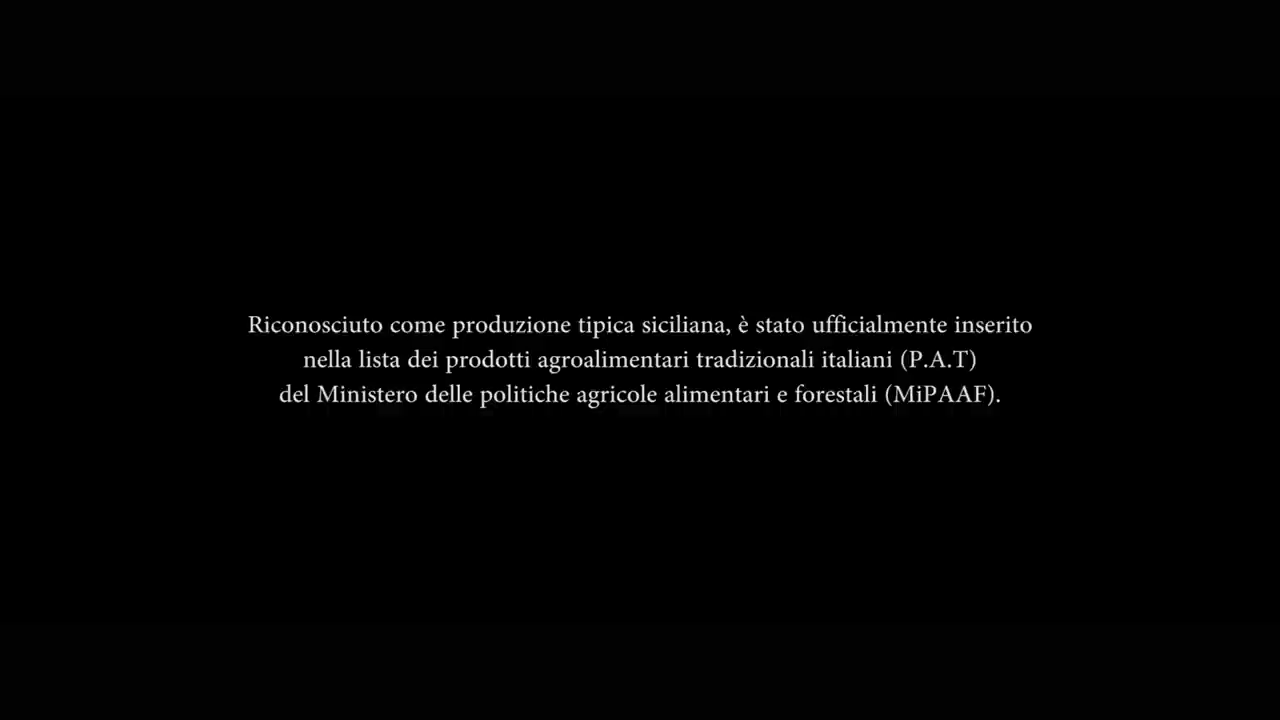 Riconosciuto come produzione tipica siciliana, è stato ufficialmente inserito
nella lista dei prodotti agroalimentari tradizionali italiani (P.A.T)
del Ministero delle politiche agricole alimentari e forestali (MiPAAF).